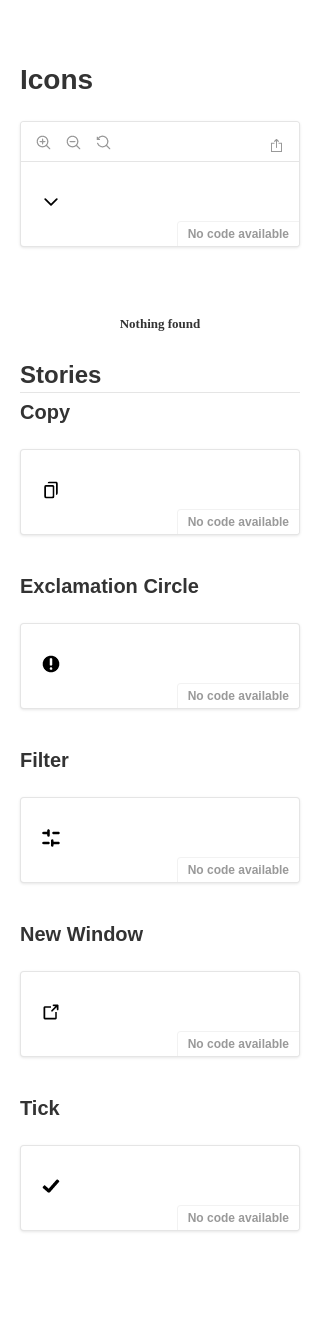 Icons
No code available
Nothing found
Stories
Copy
No code available
Exclamation Circle
No code available
Filter
No code available
New Window
No code available
Tick
No code available